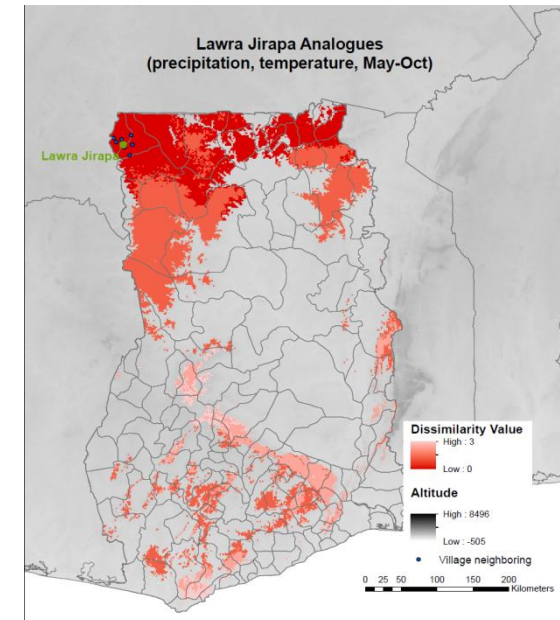 Lawra Jirapa Analogues
(precipitation, temperature, May-Oct)
Lawra Jirapa
Dissimilarity Value
High : 3
Low : 0
Altitude
High : 8496
Low : -505
Village neighboring
0 25 50 100 150 200
Kilometers